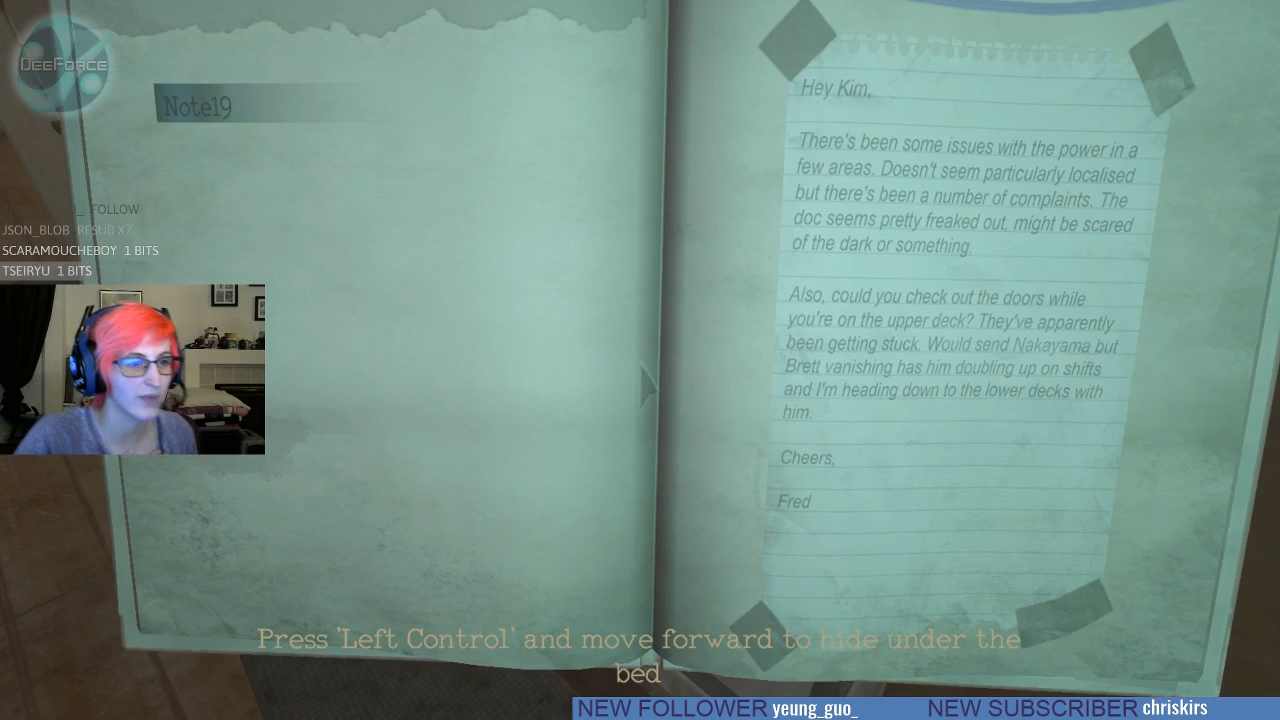 DEEFORCE
Note19
FOLLOW
JSON_BLOB RESUB X7
SCARAMOUCHEBOY 1 BITS
TSEIRYU 1 BITS
Hey Kim,
There's been some issues with the power in a
few areas. Doesn't seem particularly localised
but there's been a number of complaints. The
doc seems pretty freaked out, might be scared
of the dark or something.
Also, could you check out the doors while
you're on the upper deck? They've apparently
been getting stuck. Would send Nakayama but
Brett vanishing has him doubling up on shifts
and I'm heading down to the lower decks with
him.
Cheers,
Fred
Press 'Left Control' and move forward to hide under the
bed
NEW FOLLOWER yeung_guo_ NEW SUBSCRIBER chriskirs